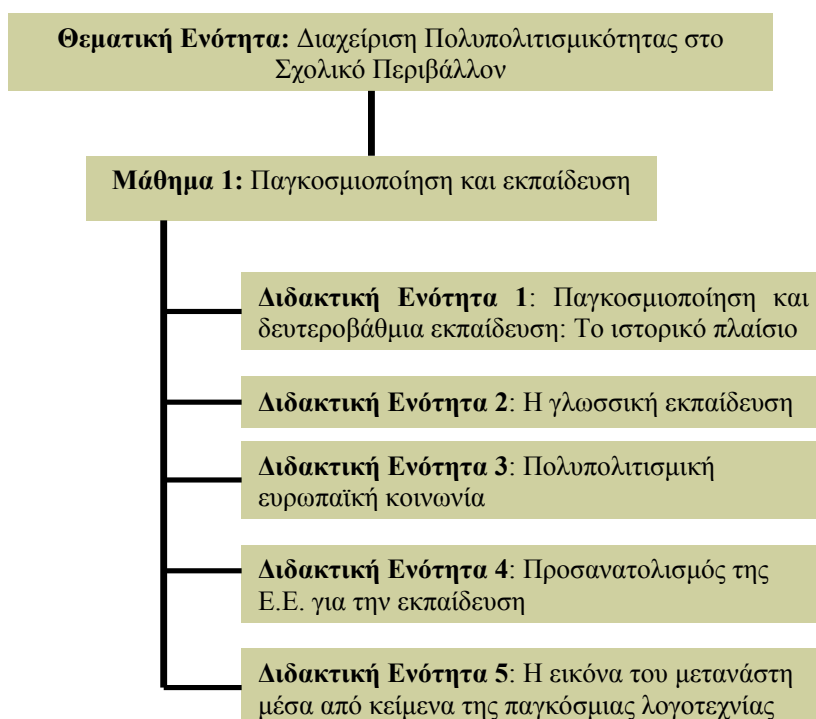 Θεματική Ενότητα: Διαχείριση Πολυπολιτισμικότητας στο
Σχολικό Περιβάλλον
Μάθημα 1: Παγκοσμιοποίηση και εκπαίδευση
Διδακτική Ενότητα 1: Παγκοσμιοποίηση και
δευτεροβάθμια εκπαίδευση: Το ιστορικό πλαίσιο
Διδακτική Ενότητα 2: Η γλωσσική εκπαίδευση
Διδακτική Ενότητα 3: Πολυπολιτισμική
ευρωπαϊκή κοινωνία
Διδακτική Ενότητα 4: Προσανατολισμός της
Ε.Ε. για την εκπαίδευση
Διδακτική Ενότητα 5: Η εικόνα του μετανάστη
μέσα από κείμενα της παγκόσμιας λογοτεχνίας